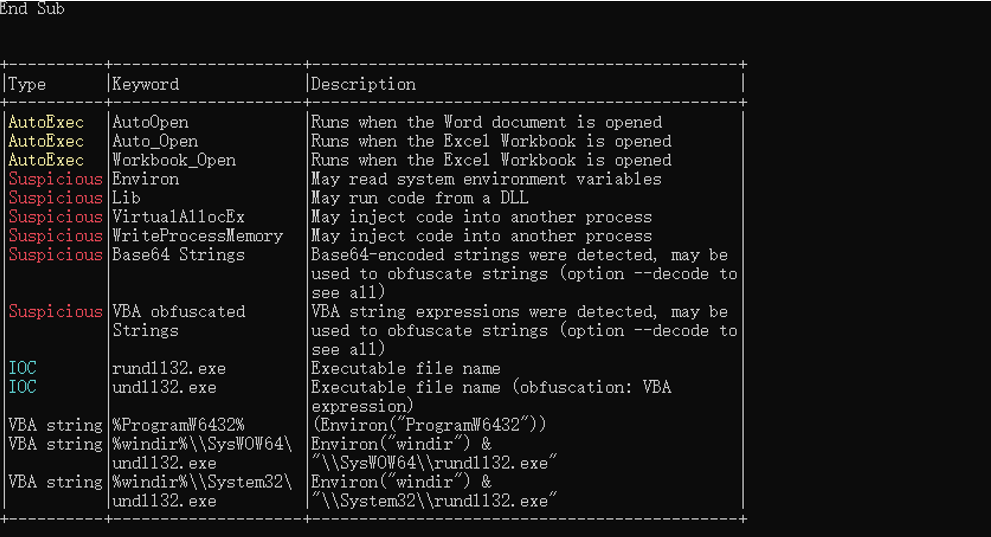 End Sub
Type Keyword Description
AutoExec AutoOpen Runs when the Word document is opened
AutoExec Auto_Open Runs when the Excel Workbook is opened
AutoExec Workbook_Open Runs when the Excel Workbook is opened
Suspicious Environ May read system environment variables
Suspicious Lib May run code from a DLL
Suspicious VirtualAllocEx May inject code into another process
Suspicious WriteProcessMemory May inject code into another process
Suspicious Base64 Strings Base64-encoded strings were detected, may be
used to obfuscate strings (option --decode to
see all)
Suspicious VBA obfuscated VBA string expressions were detected, may be
Strings used to obfuscate strings (option --decode to
see all)
IOC rundll32.exe Executable file name
IOC undll32.exe Executable file name (obfuscation: VBA
expression)
VBA string %ProgramW6432% (Environ("ProgramW6432"))
VBA string %windir%\\SysWOW64\ Environ("windir") &
undll32.exe "\\SysWOW64\\rundll32.exe"
VBA string %windir%\\System32\ Environ("windir") &
undll32.exe "\\System32\\rundll32.exe"